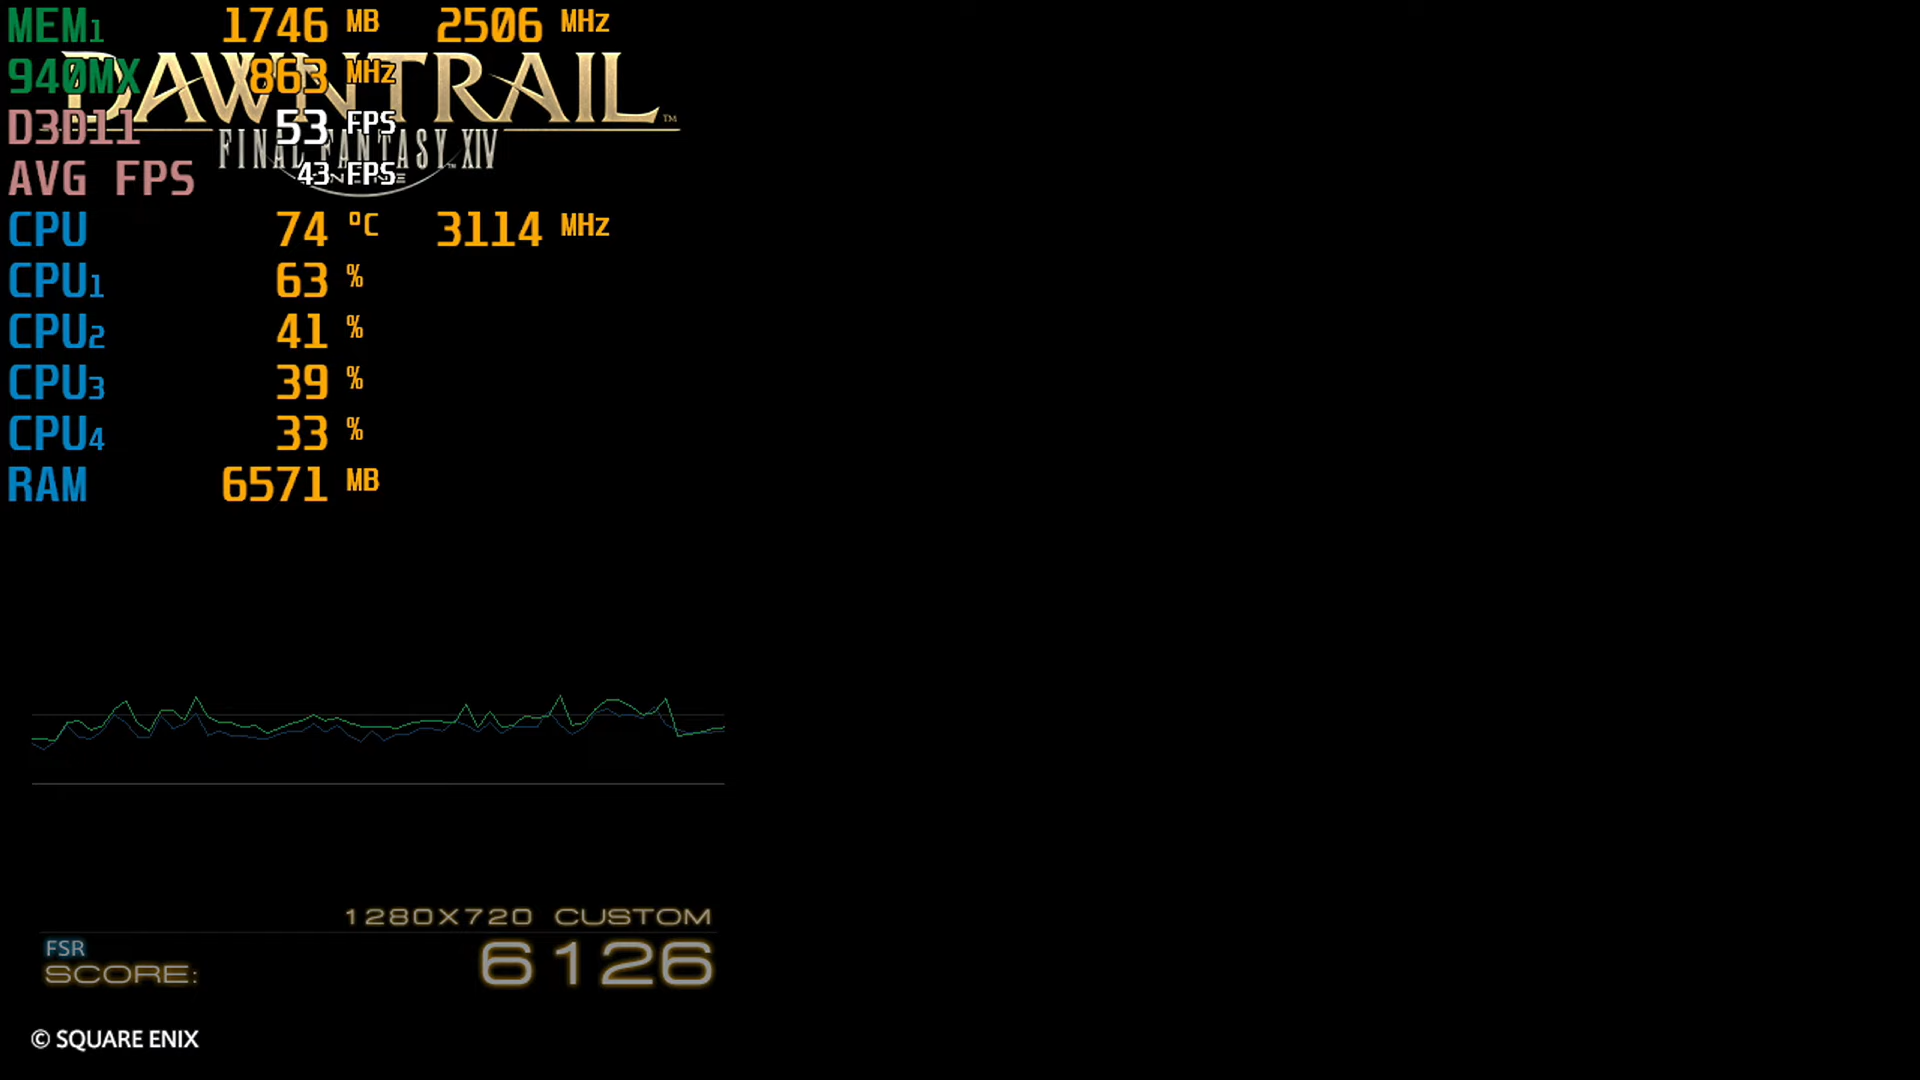 MEM1 1746 MB 2506 MHz
940MX 863 MHz
DAWNTRAIL™
D3D11 53 FPS
FINAL FANTASY™ XIV
AVG FPS 43 FPS
CPU 74 °C 3114 MHz
CPU1 63 %
CPU2 41 %
CPU3 39 %
CPU4 33 %
RAM 6571 MB
1280X720 CUSTOM
FSR
SCORE: 6126
© SQUARE ENIX